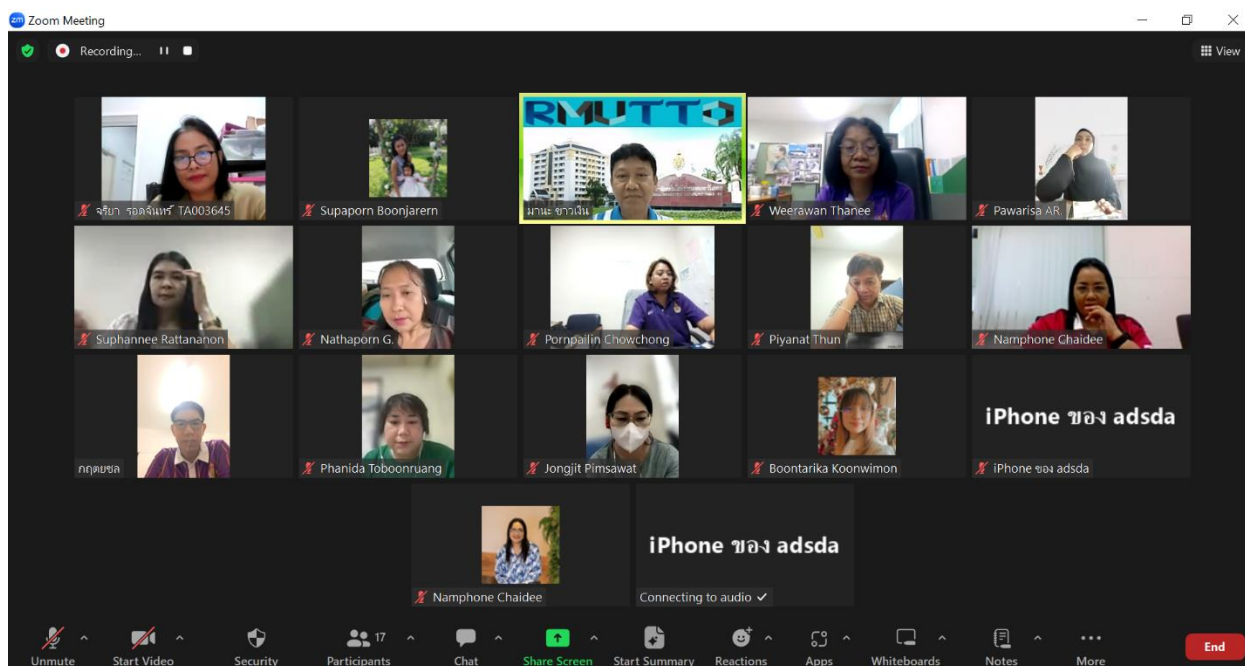 Zoom Meeting
Recording...
View
จริยา รอดจันทร์ TA003645
Supaporn Boonjarern
RMUTTO
มานะ ขาวเงิน
Weerawan Thanee
Pawarisa AR.
Suphannee Rattananon
Nathaporn G.
Pornpailin Chowchong
Piyanat Thun
Namphone Chaidee
กฤตยชล
Phanida Toboonruang
Jongjit Pimsawat
Boontarika Koonwimon
iPhone ของ adsda
iPhone ของ adsda
Namphone Chaidee
iPhone ของ adsda
Connecting to audio
Unmute
Start Video
Security
Participants
17
Chat
Share Screen
Start Summary
Reactions
Apps
Whiteboards
Notes
More
End